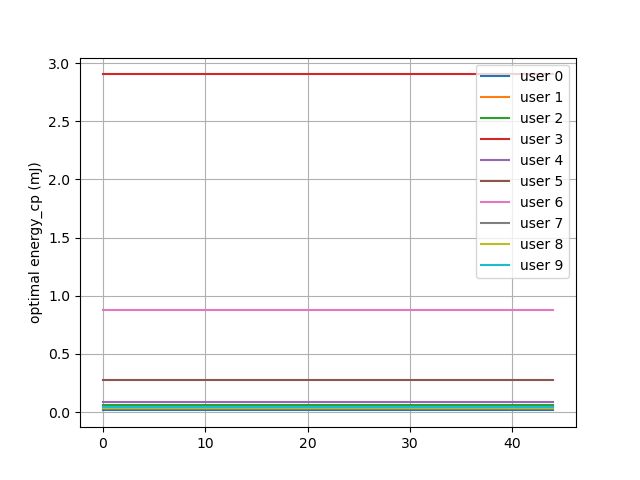 optimal energy_cp (mJ)
3.0
2.5
2.0
1.5
1.0
0.5
0.0
0
10
20
30
40
user 0
user 1
user 2
user 3
user 4
user 5
user 6
user 7
user 8
user 9